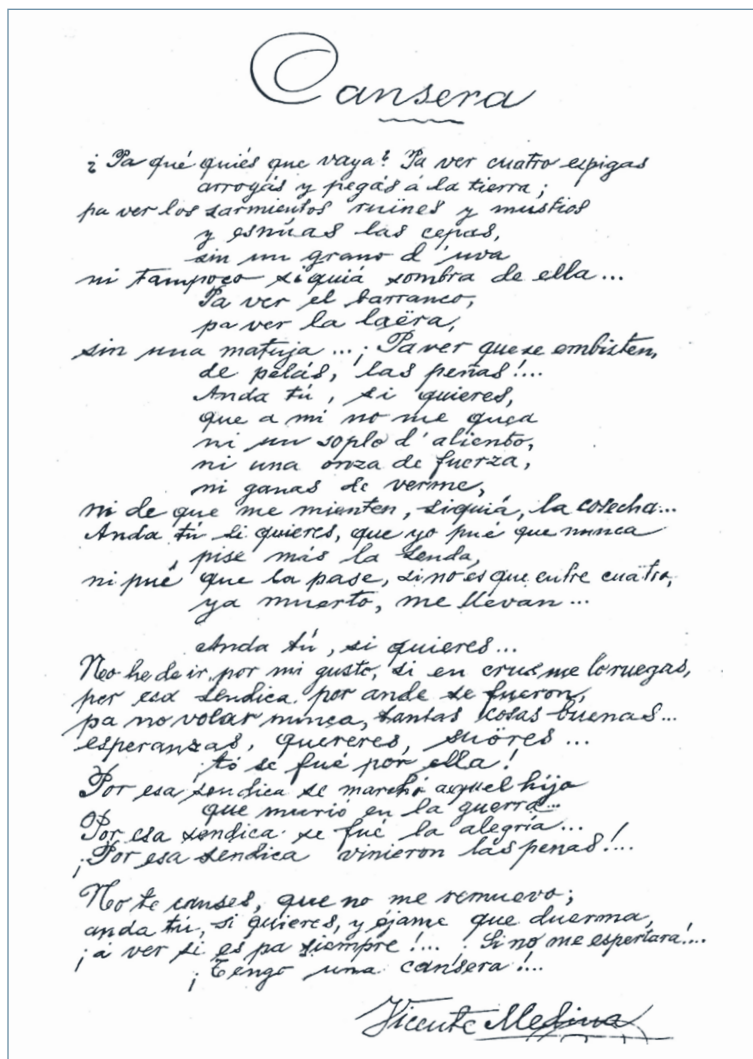 Cansera
¿Pa qué quiés que vaya? Pa ver cuatro espigas
arrogás y pegás á la tierra;
pa ver los sarmientos ruïnes y mustios
y esnúas las cepas,
sin un grano d'uva
ni tampoco siquiá sombra de ella...
Pa ver el barranco,
pa ver la laëra,
sin una matuja...¡Pa ver que se embisten,
de pelás, las peñas!...
Anda tú, si quieres,
que a mi no me quea
ni un soplo d'aliento,
ni una onza de fuerza,
ni ganas de verme,
ni de que me mienten, siquiá, la cosecha...
Anda tú si quieres, que yo pué que nunca
pise más la senda,
ni pué que la pase, si no es que entre cuatro,
ya muerto, me llevan...
Anda tú, si quieres...
No he de ir, por mi gusto, si en crus me lo ruegas,
por esa sendica por ande se fueron,
pa no volar nunca, tantas cosas buenas...
esperanzas, quereres, suöres...
¡tó se fué por ella!
Por esa sendica se marchó aquel hijo
que murió en la guerra...
Por esa sendica se fué la alegría...
¡Por esa sendica vinieron las penas!...
No te canses, que no me remuevo;
anda tú, si quieres, y éjame que duerma,
¡á ver si es pa siempre!... ¡Si no me espertara!...
¡Tengo una cansera!...
Vicente Medina